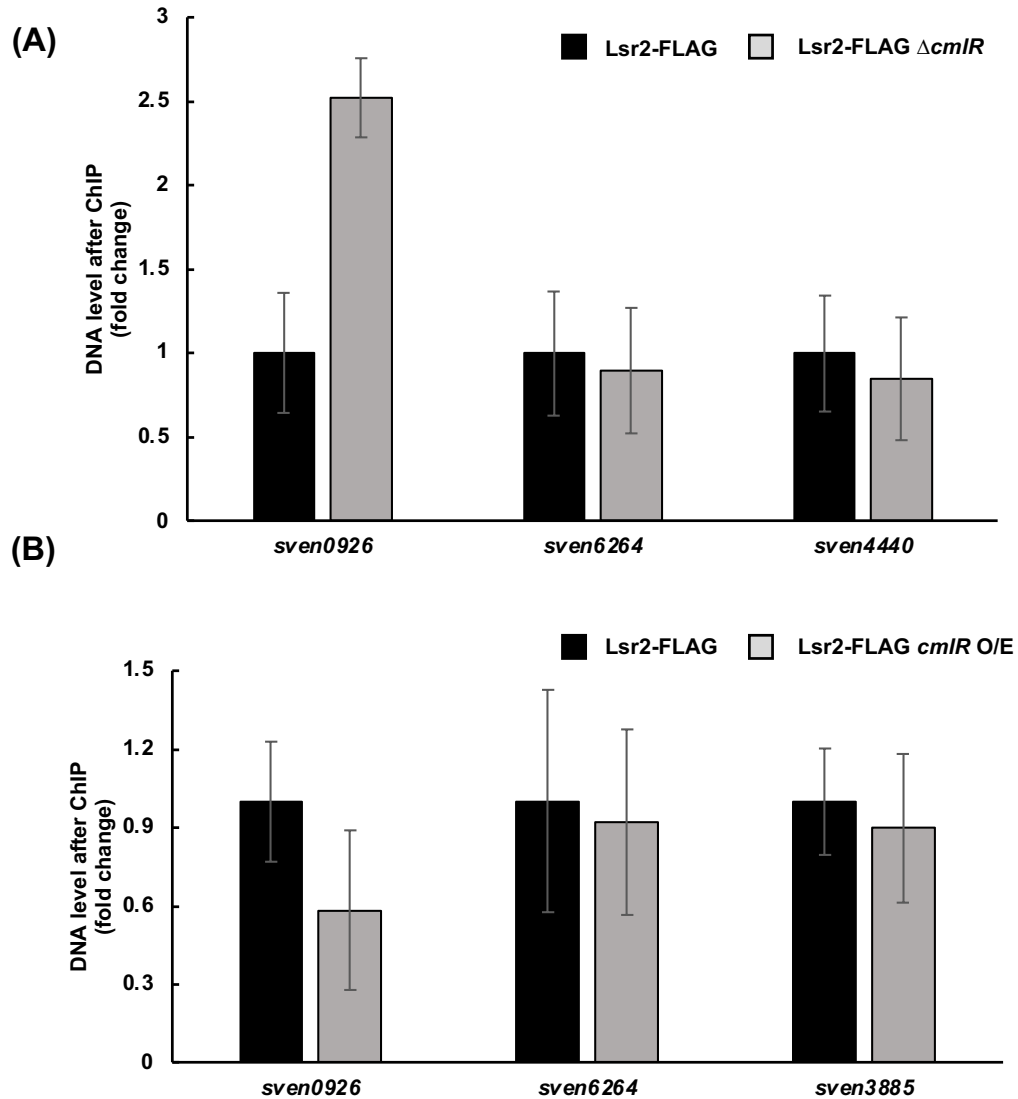 (A)
Lsr2-FLAG
Lsr2-FLAG ΔcmlR
DNA level after ChIP
(fold change)
3
2.5
2
1.5
1
0.5
0
sven0926
sven6264
sven4440
(B)
Lsr2-FLAG
Lsr2-FLAG cmlR O/E
DNA level after ChIP
(fold change)
1.5
1.2
0.9
0.6
0.3
0
sven0926
sven6264
sven3885